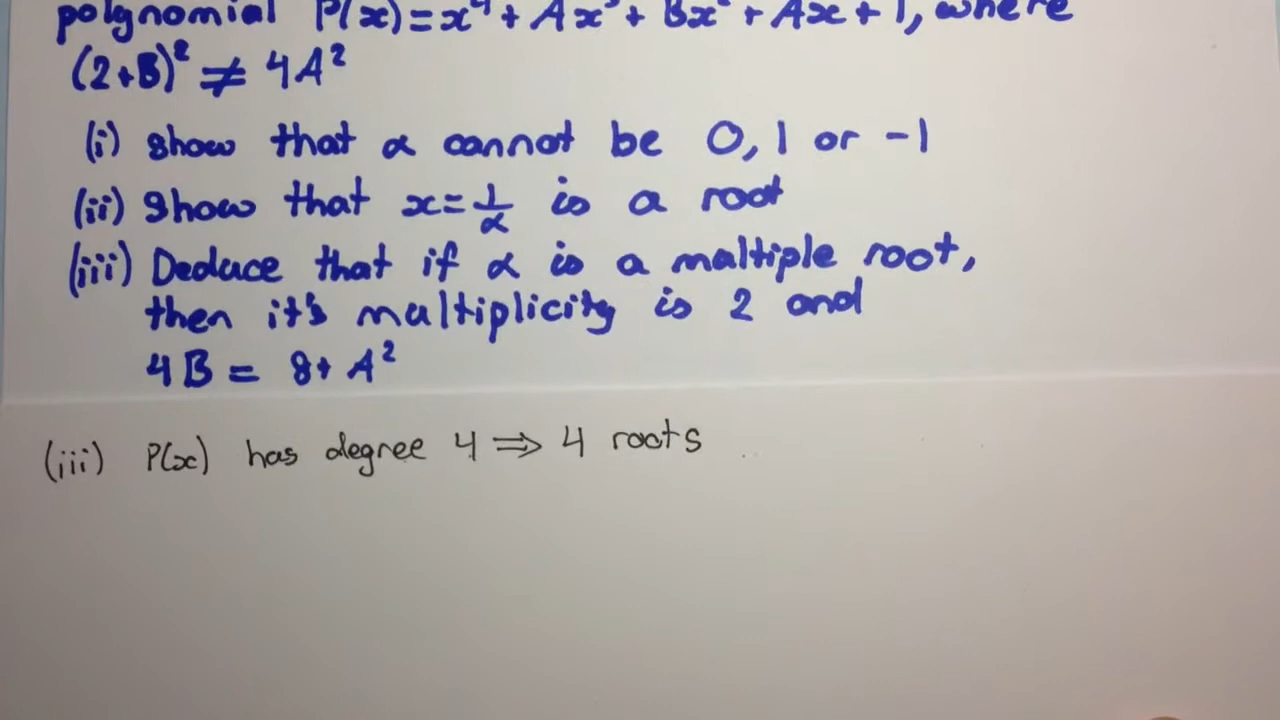 polynomial P(x) = x⁴ + Ax³ + Bx² + Ax + 1, where
(2+B)² ≠ 4A²
(i) Show that α cannot be 0, 1 or -1
(ii) Show that x = 1/α is a root
(iii) Deduce that if α is a multiple root,
then it's multiplicity is 2 and
4B = 8 + A²
(iii) P(x) has degree 4 ⇒ 4 roots